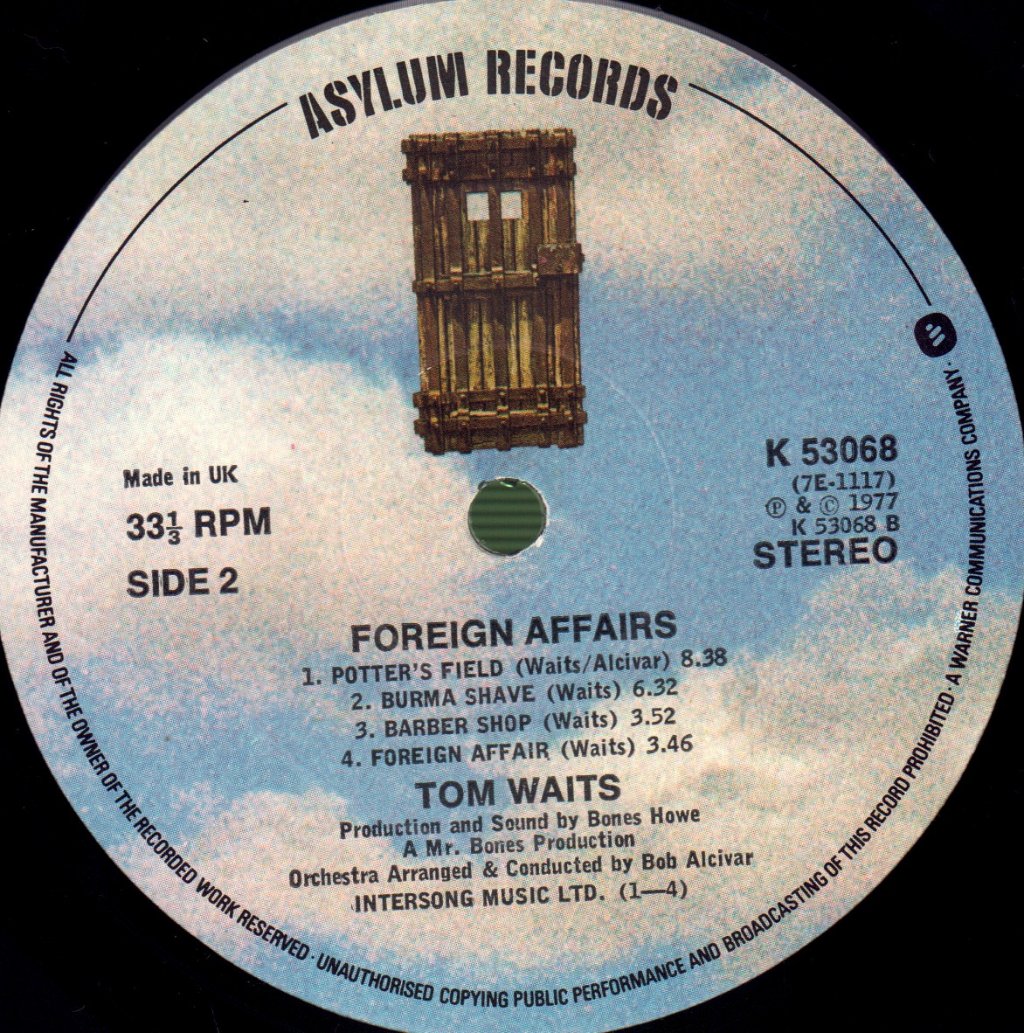 ASYLUM RECORDS
Made in UK
33⅓ RPM
SIDE 2
K 53068
(7E-1117)
℗ & © 1977
K 53068 B
STEREO
FOREIGN AFFAIRS
1. POTTER'S FIELD (Waits/Alcivar) 8.38
2. BURMA SHAVE (Waits) 6.32
3. BARBER SHOP (Waits) 3.52
4. FOREIGN AFFAIR (Waits) 3.46
TOM WAITS
Production and Sound by Bones Howe
A Mr. Bones Production
Orchestra Arranged & Conducted by Bob Alcivar
INTERSONG MUSIC LTD. (1—4)
ALL RIGHTS OF THE MANUFACTURER AND OF THE OWNER OF THE RECORDED WORK RESERVED · UNAUTHORISED COPYING PUBLIC PERFORMANCE AND BROADCASTING OF THIS RECORD PROHIBITED · A WARNER COMMUNICATIONS COMPANY ·